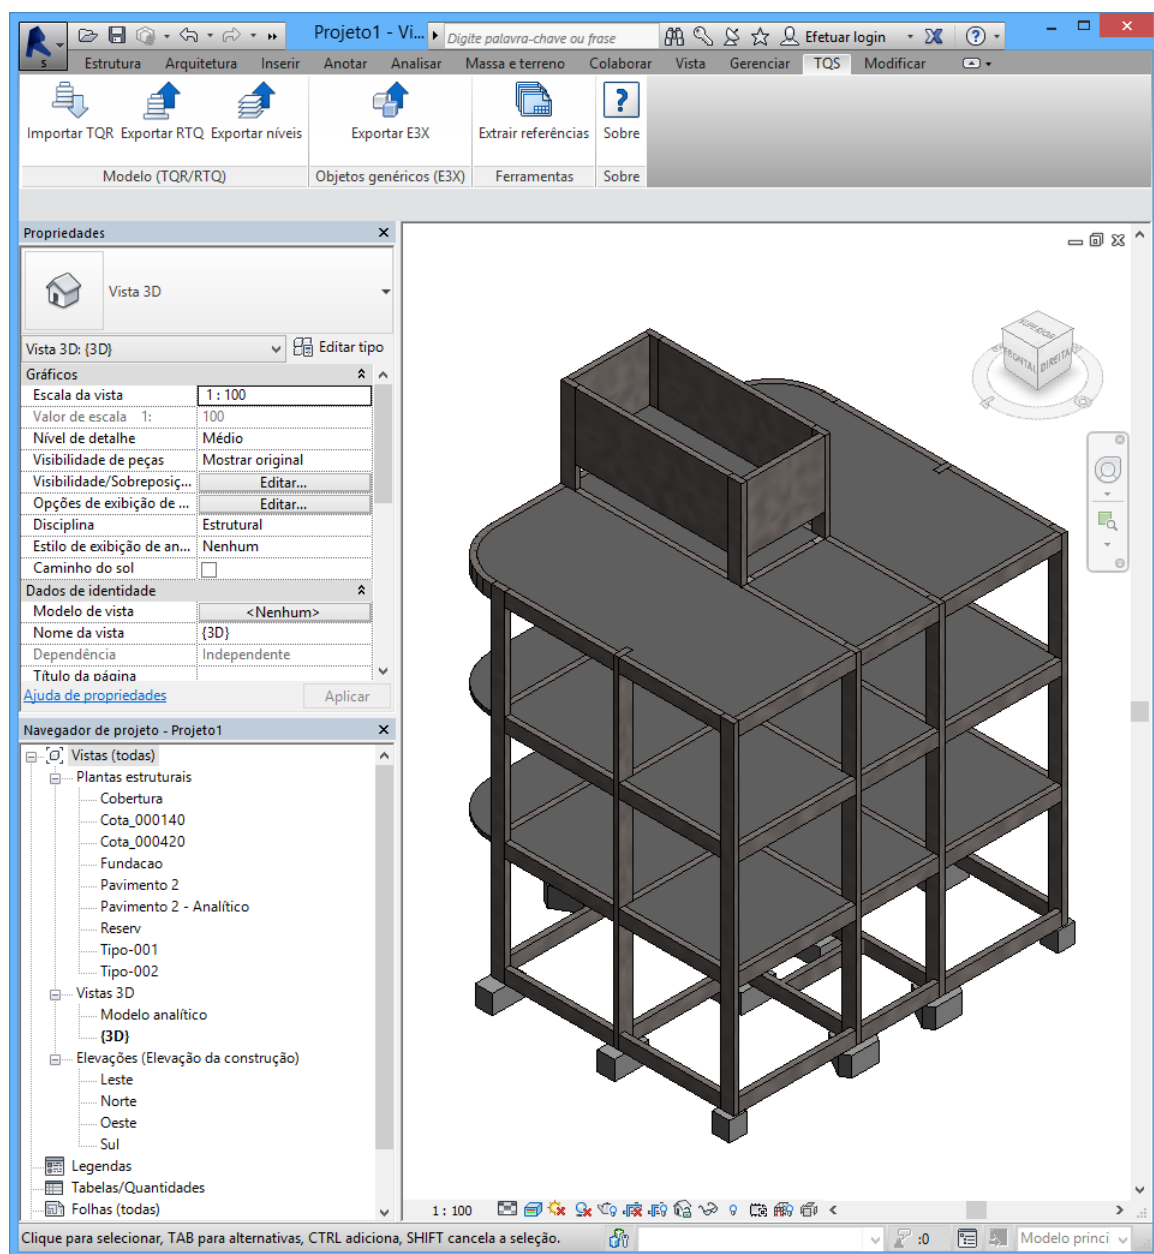 Projeto1 - Vi... Digite palavra-chave ou frase Efetuar login
S Estrutura Arquitetura Inserir Anotar Analisar Massa e terreno Colaborar Vista Gerenciar TQS Modificar
Importar TQR Exportar RTQ Exportar níveis Exportar E3X Extrair referências Sobre
Modelo (TQR/RTQ) Objetos genéricos (E3X) Ferramentas Sobre
Propriedades
Vista 3D
Vista 3D: {3D} Editar tipo
Gráficos
Escala da vista 1 : 100
Valor de escala 1: 100
Nível de detalhe Médio
Visibilidade de peças Mostrar original
Visibilidade/Sobreposiç... Editar...
Opções de exibição de ... Editar...
Disciplina Estrutural
Estilo de exibição de an... Nenhum
Caminho do sol
Dados de identidade
Modelo de vista <Nenhum>
Nome da vista {3D}
Dependência Independente
Título da página
Ajuda de propriedades Aplicar
SUPERIOR
FRONTAL DIREITA
Navegador de projeto - Projeto1
Vistas (todas)
Plantas estruturais
Cobertura
Cota_000140
Cota_000420
Fundacao
Pavimento 2
Pavimento 2 - Analítico
Reserv
Tipo-001
Tipo-002
Vistas 3D
Modelo analítico
{3D}
Elevações (Elevação da construção)
Leste
Norte
Oeste
Sul
Legendas
Tabelas/Quantidades
Folhas (todas)
1 : 100
Clique para selecionar, TAB para alternativas, CTRL adiciona, SHIFT cancela a seleção. :0 Modelo princi